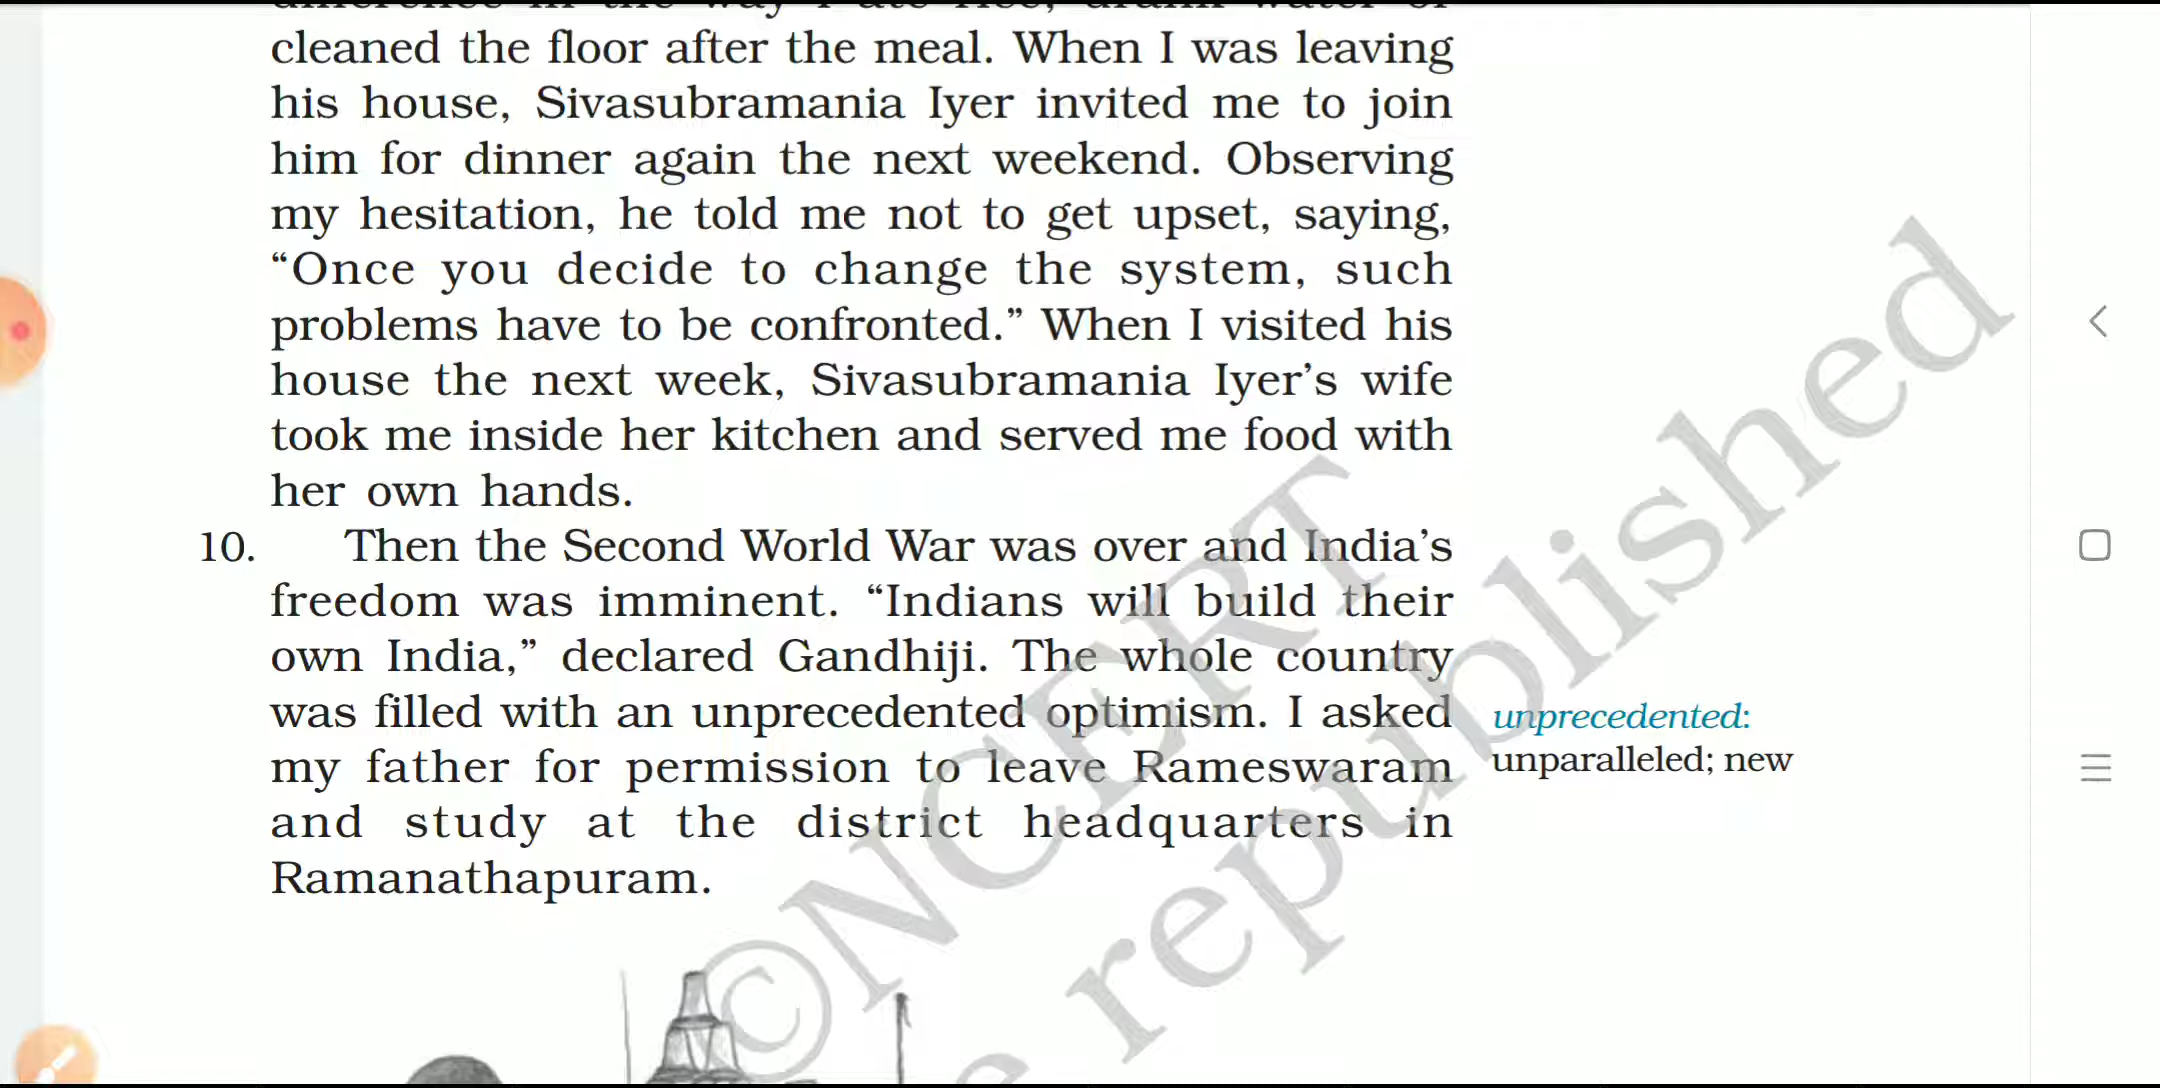 cleaned the floor after the meal. When I was leaving
his house, Sivasubramania Iyer invited me to join
him for dinner again the next weekend. Observing
my hesitation, he told me not to get upset, saying,
“Once you decide to change the system, such
problems have to be confronted.” When I visited his
house the next week, Sivasubramania Iyer’s wife
took me inside her kitchen and served me food with
her own hands.
10. Then the Second World War was over and India’s
freedom was imminent. “Indians will build their
own India,” declared Gandhiji. The whole country
was filled with an unprecedented optimism. I asked
my father for permission to leave Rameswaram
and study at the district headquarters in
Ramanathapuram.
unprecedented:
unparalleled; new
©NCERT
republished